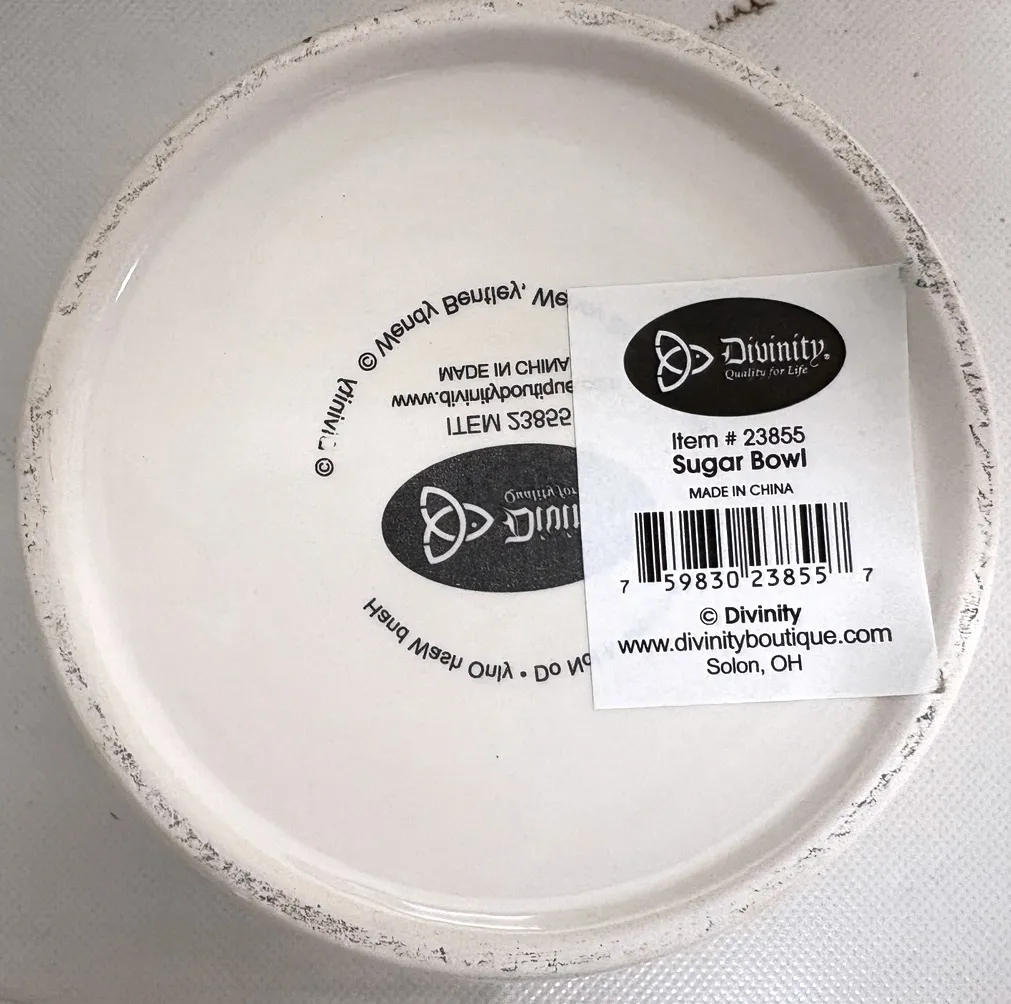 © Divinity © Wendy Bentley, We
MADE IN CHINA
www.divinityboutique
ITEM 23855
Quality for
Divin
Hand Wash Only • Do No
Divinity®
Quality for Life
Item # 23855
Sugar Bowl
MADE IN CHINA
7 59830 23855 7
© Divinity
www.divinityboutique.com
Solon, OH